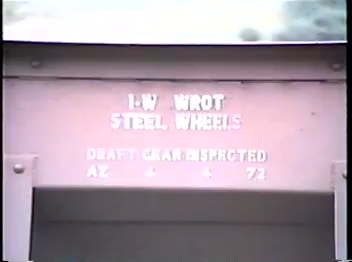 1-W WROT
STEEL WHEELS
DRAFT GEAR INSPECTED
AZ 4 4 72